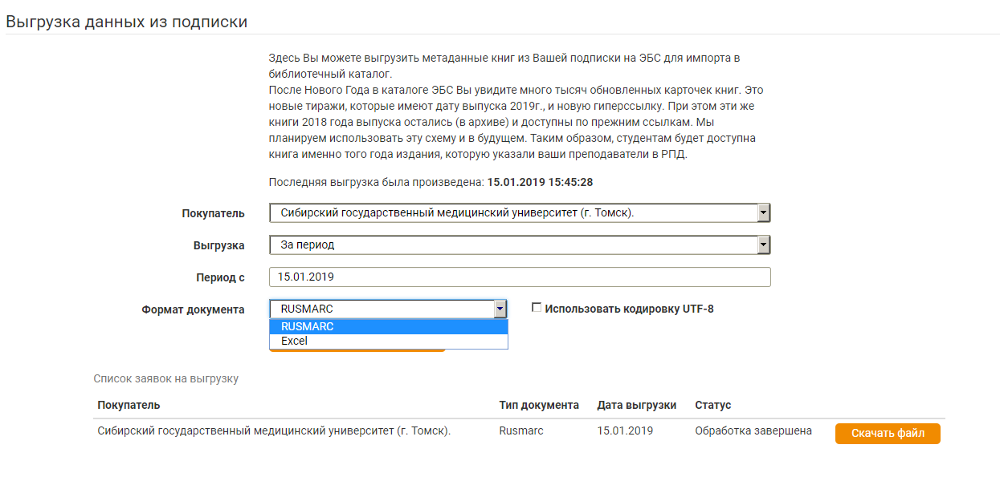 Выгрузка данных из подписки
Здесь Вы можете выгрузить метаданные книг из Вашей подписки на ЭБС для импорта в
библиотечный каталог.
После Нового Года в каталоге ЭБС Вы увидите много тысяч обновленных карточек книг. Это
новые тиражи, которые имеют дату выпуска 2019г., и новую гиперссылку. При этом эти же
книги 2018 года выпуска остались (в архиве) и доступны по прежним ссылкам. Мы
планируем использовать эту схему и в будущем. Таким образом, студентам будет доступна
книга именно того года издания, которую указали ваши преподаватели в РПД.
Последняя выгрузка была произведена: 15.01.2019 15:45:28
Покупатель Сибирский государственный медицинский университет (г. Томск).
Выгрузка За период
Период с 15.01.2019
Формат документа RUSMARC Использовать кодировку UTF-8
RUSMARC
Excel
Список заявок на выгрузку
Покупатель Тип документа Дата выгрузки Статус
Сибирский государственный медицинский университет (г. Томск). Rusmarc 15.01.2019 Обработка завершена Скачать файл